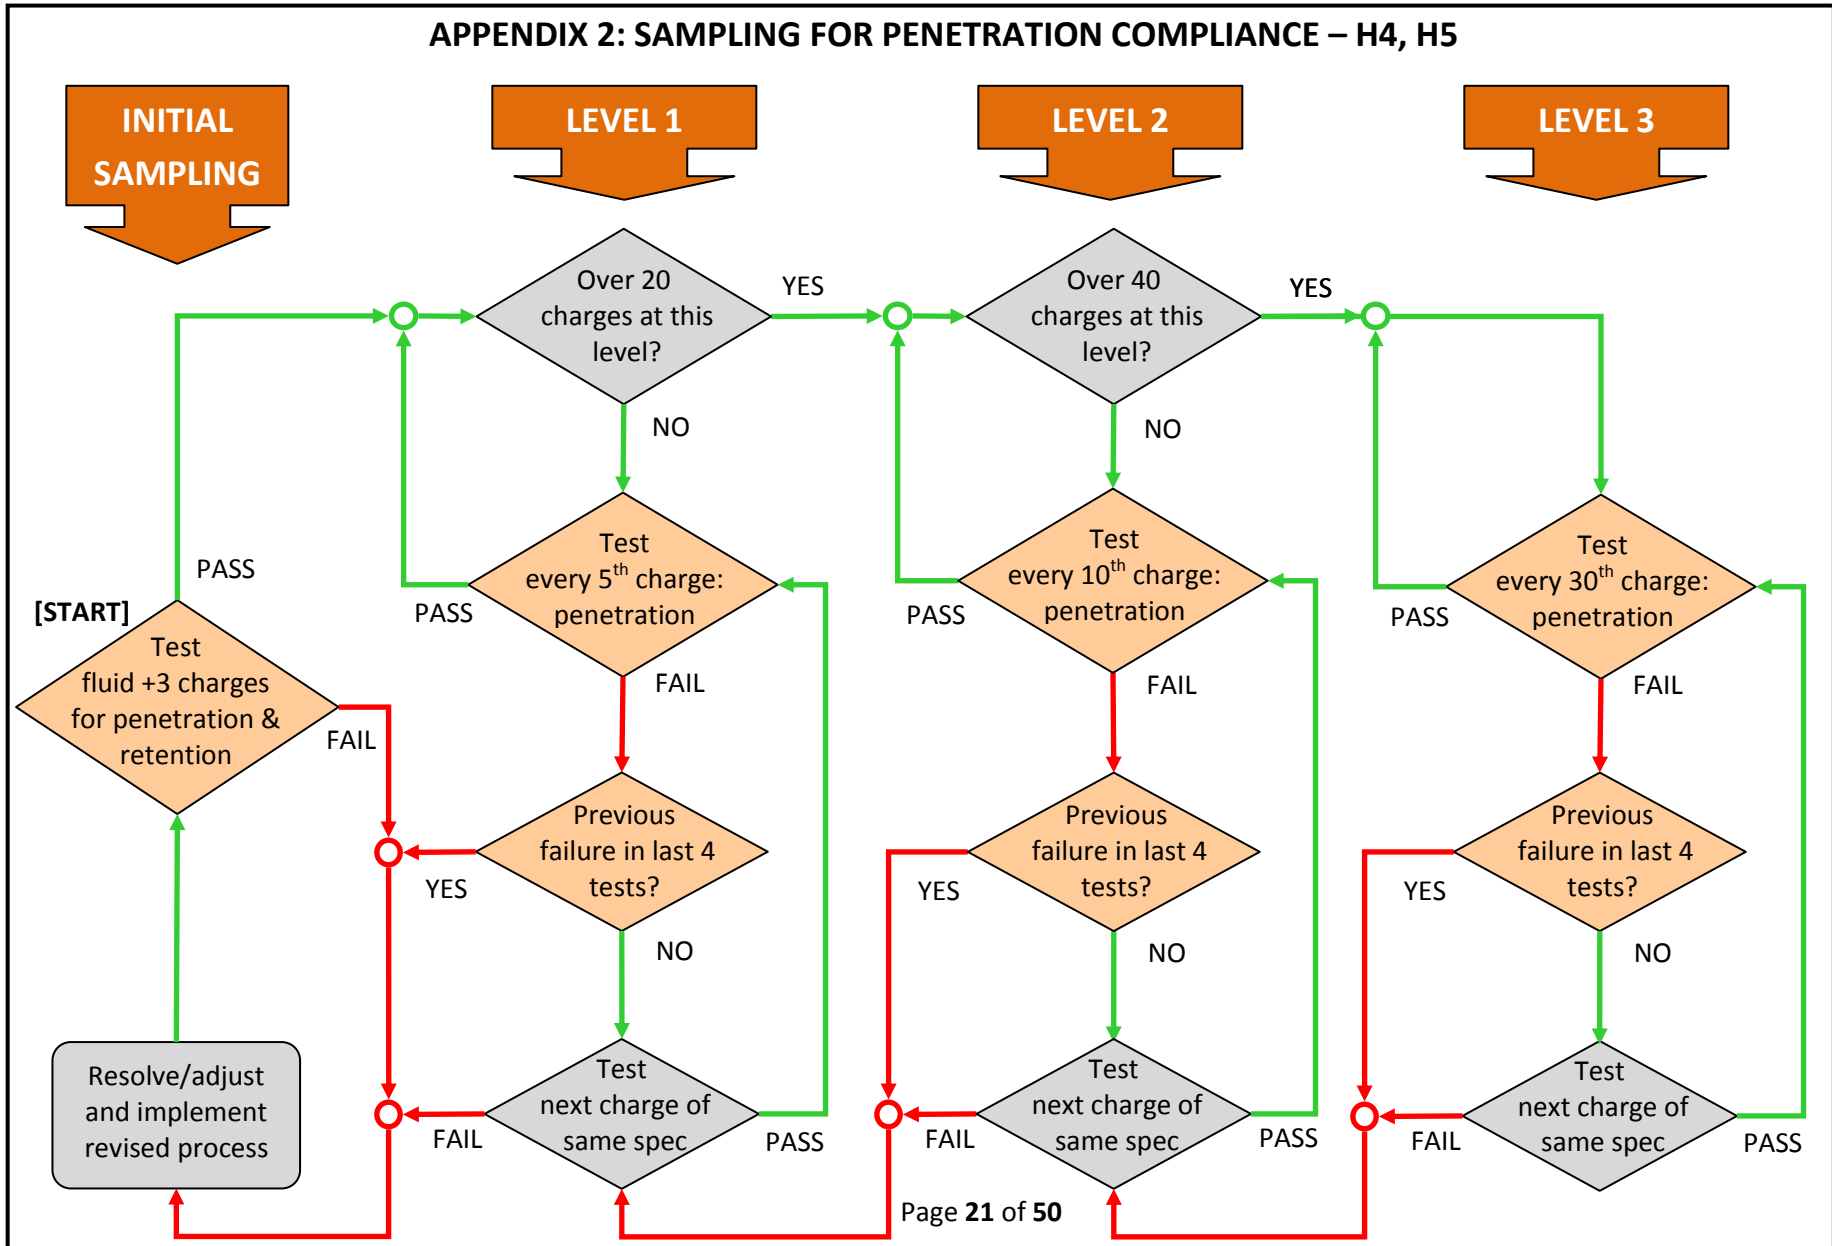 APPENDIX 2: SAMPLING FOR PENETRATION COMPLIANCE – H4, H5
INITIAL
SAMPLING
LEVEL 1
LEVEL 2
LEVEL 3
Over 20
charges at this
level?
YES
NO
Over 40
charges at this
level?
YES
NO
[START]
Test
fluid +3 charges
for penetration &
retention
PASS
FAIL
Test
every 5th charge:
penetration
PASS
FAIL
Test
every 10th charge:
penetration
PASS
FAIL
Test
every 30th charge:
penetration
PASS
FAIL
Previous
failure in last 4
tests?
YES
NO
Previous
failure in last 4
tests?
YES
NO
Previous
failure in last 4
tests?
YES
NO
Resolve/adjust
and implement
revised process
Test
next charge of
same spec
FAIL
PASS
Test
next charge of
same spec
FAIL
PASS
Test
next charge of
same spec
FAIL
PASS
Page 21 of 50